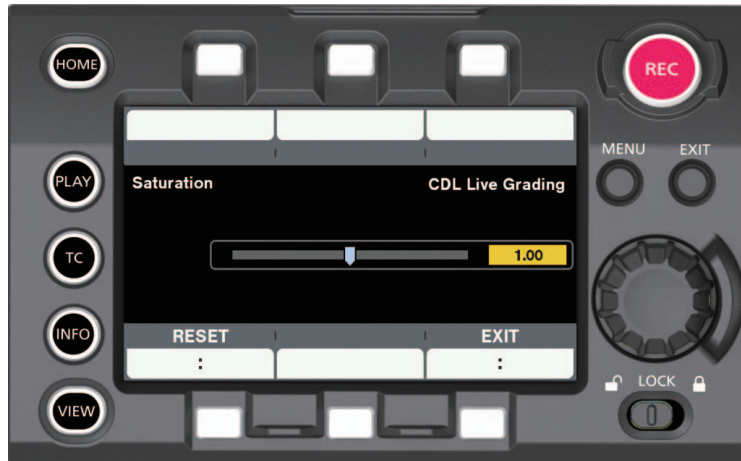 HOME
REC
MENU EXIT
PLAY
Saturation CDL Live Grading
TC
1.00
INFO
RESET EXIT
: :
LOCK
VIEW